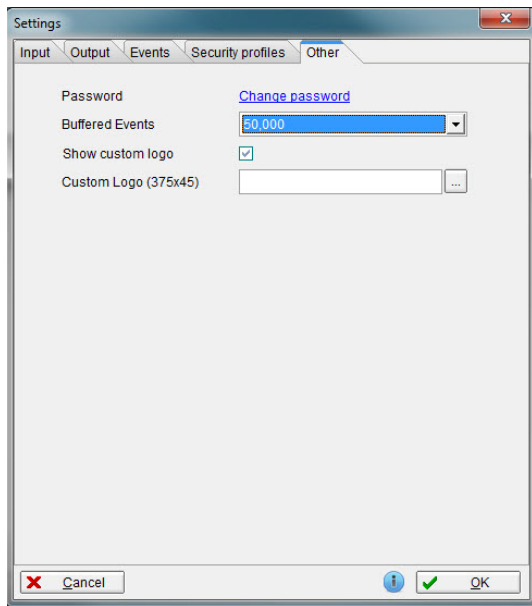 Settings
Input Output Events Security profiles Other
Password Change password
Buffered Events 50,000
Show custom logo
Custom Logo (375x45) ...
Cancel OK